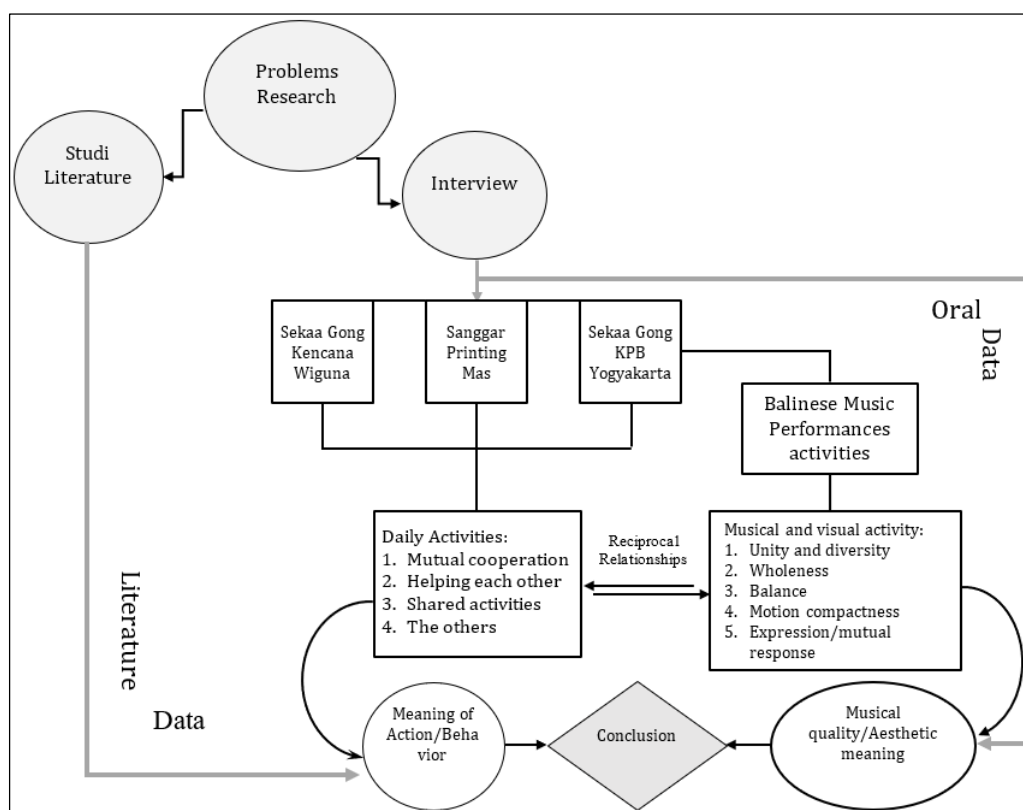 Problems
Research
Studi
Literature
Interview
Oral
Data
Sekaa Gong
Kencana
Wiguna
Sanggar
Printing
Mas
Sekaa Gong
KPB
Yogyakarta
Balinese Music
Performances
activities
Daily Activities:
1. Mutual cooperation
2. Helping each other
3. Shared activities
4. The others
Reciprocal
Relationships
Musical and visual activity:
1. Unity and diversity
2. Wholeness
3. Balance
4. Motion compactness
5. Expression/mutual
response
Literature
Data
Meaning of
Action/Beha
vior
Conclusion
Musical
quality/Aesthetic
meaning